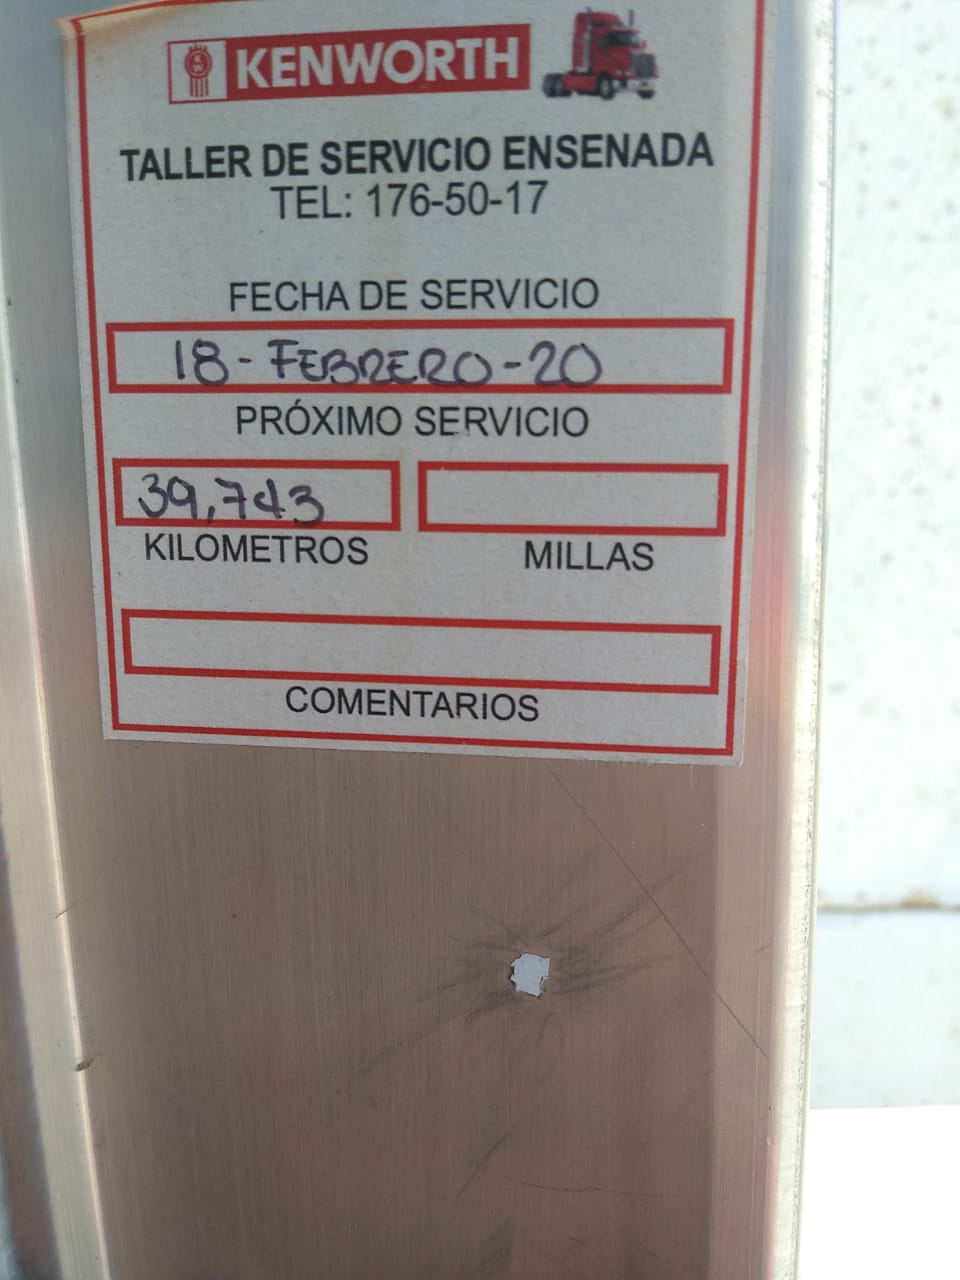 KENWORTH
TALLER DE SERVICIO ENSENADA
TEL: 176-50-17
FECHA DE SERVICIO
18-FEBRERO-20
PRÓXIMO SERVICIO
39,743
KILOMETROS MILLAS
COMENTARIOS